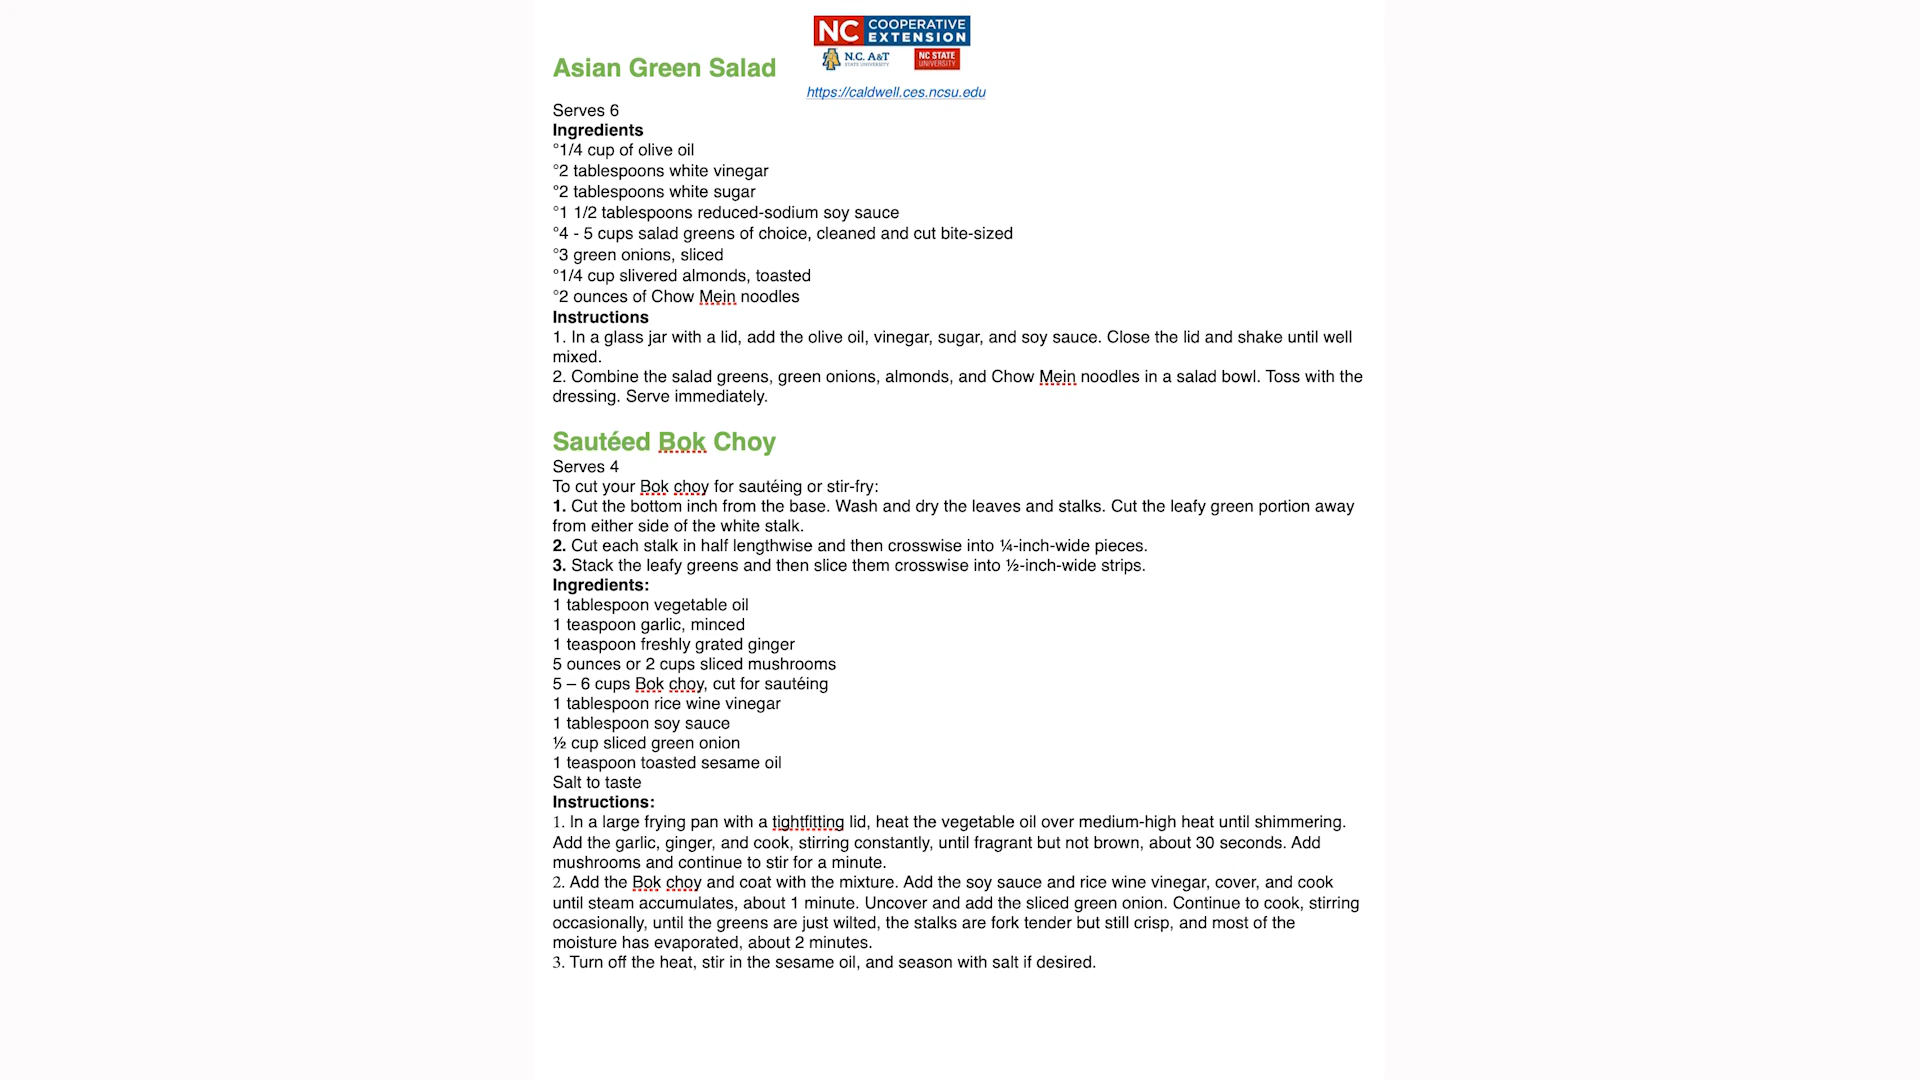 NC COOPERATIVE
EXTENSION
N.C. A&T
STATE UNIVERSITY
NC STATE
UNIVERSITY
Asian Green Salad
https://caldwell.ces.ncsu.edu
Serves 6
Ingredients
°1/4 cup of olive oil
°2 tablespoons white vinegar
°2 tablespoons white sugar
°1 1/2 tablespoons reduced-sodium soy sauce
°4 - 5 cups salad greens of choice, cleaned and cut bite-sized
°3 green onions, sliced
°1/4 cup slivered almonds, toasted
°2 ounces of Chow Mein noodles
Instructions
1. In a glass jar with a lid, add the olive oil, vinegar, sugar, and soy sauce. Close the lid and shake until well
mixed.
2. Combine the salad greens, green onions, almonds, and Chow Mein noodles in a salad bowl. Toss with the
dressing. Serve immediately.
Sautéed Bok Choy
Serves 4
To cut your Bok choy for sautéing or stir-fry:
1. Cut the bottom inch from the base. Wash and dry the leaves and stalks. Cut the leafy green portion away
from either side of the white stalk.
2. Cut each stalk in half lengthwise and then crosswise into ¼-inch-wide pieces.
3. Stack the leafy greens and then slice them crosswise into ½-inch-wide strips.
Ingredients:
1 tablespoon vegetable oil
1 teaspoon garlic, minced
1 teaspoon freshly grated ginger
5 ounces or 2 cups sliced mushrooms
5 – 6 cups Bok choy, cut for sautéing
1 tablespoon rice wine vinegar
1 tablespoon soy sauce
½ cup sliced green onion
1 teaspoon toasted sesame oil
Salt to taste
Instructions:
1. In a large frying pan with a tightfitting lid, heat the vegetable oil over medium-high heat until shimmering.
Add the garlic, ginger, and cook, stirring constantly, until fragrant but not brown, about 30 seconds. Add
mushrooms and continue to stir for a minute.
2. Add the Bok choy and coat with the mixture. Add the soy sauce and rice wine vinegar, cover, and cook
until steam accumulates, about 1 minute. Uncover and add the sliced green onion. Continue to cook, stirring
occasionally, until the greens are just wilted, the stalks are fork tender but still crisp, and most of the
moisture has evaporated, about 2 minutes.
3. Turn off the heat, stir in the sesame oil, and season with salt if desired.